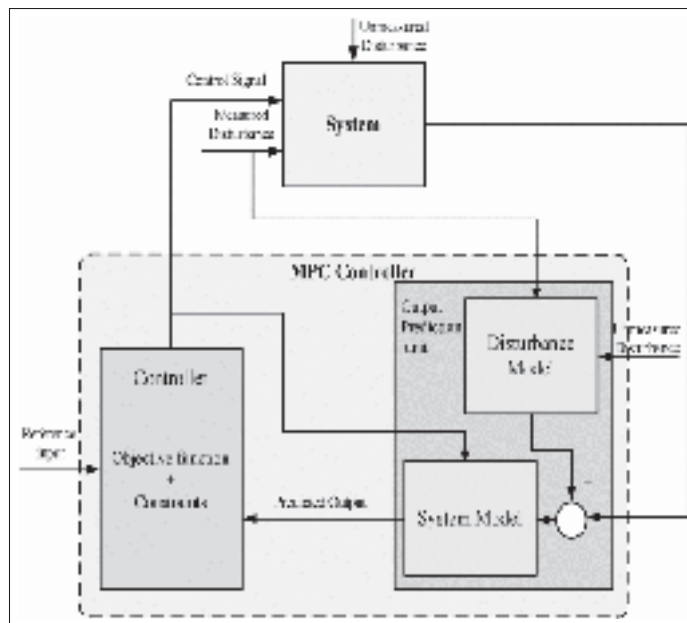 Unmeasured
Disturbance
Control Signal
Measured
Disturbance
System
MPC Controller
Output
Prediction
unit
Disturbance
Model
Unmeasured
Disturbance
Controller
Reference
input
Objective function
+
Constraints
Predicted Output
System Model
-